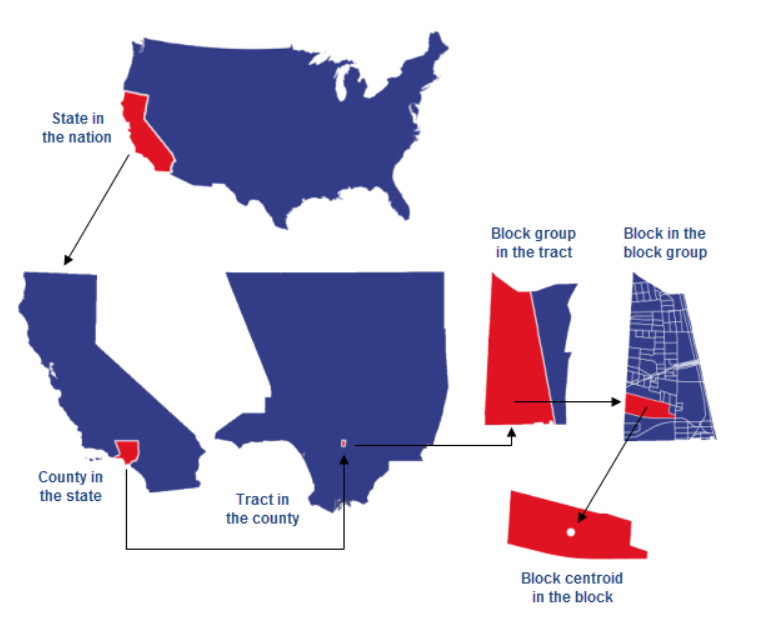 State in
the nation
Block group
in the tract
Block in the
block group
County in
the state
Tract in
the county
Block centroid
in the block